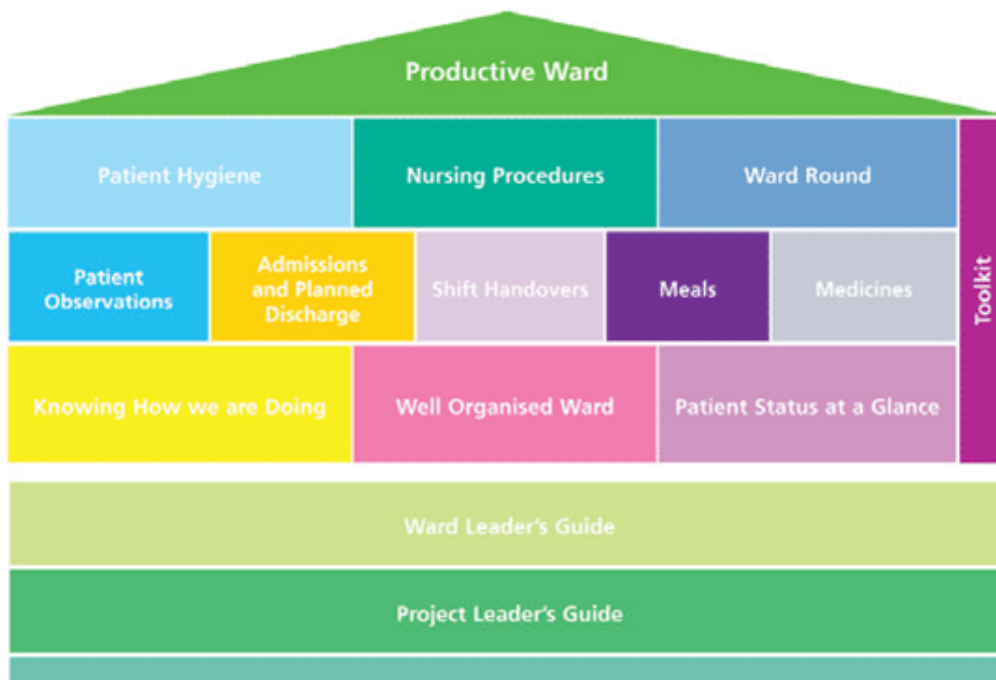 Productive Ward
Patient Hygiene
Nursing Procedures
Ward Round
Patient
Observations
Admissions
and Planned
Discharge
Shift Handovers
Meals
Medicines
Toolkit
Knowing How we are Doing
Well Organised Ward
Patient Status at a Glance
Ward Leader's Guide
Project Leader's Guide